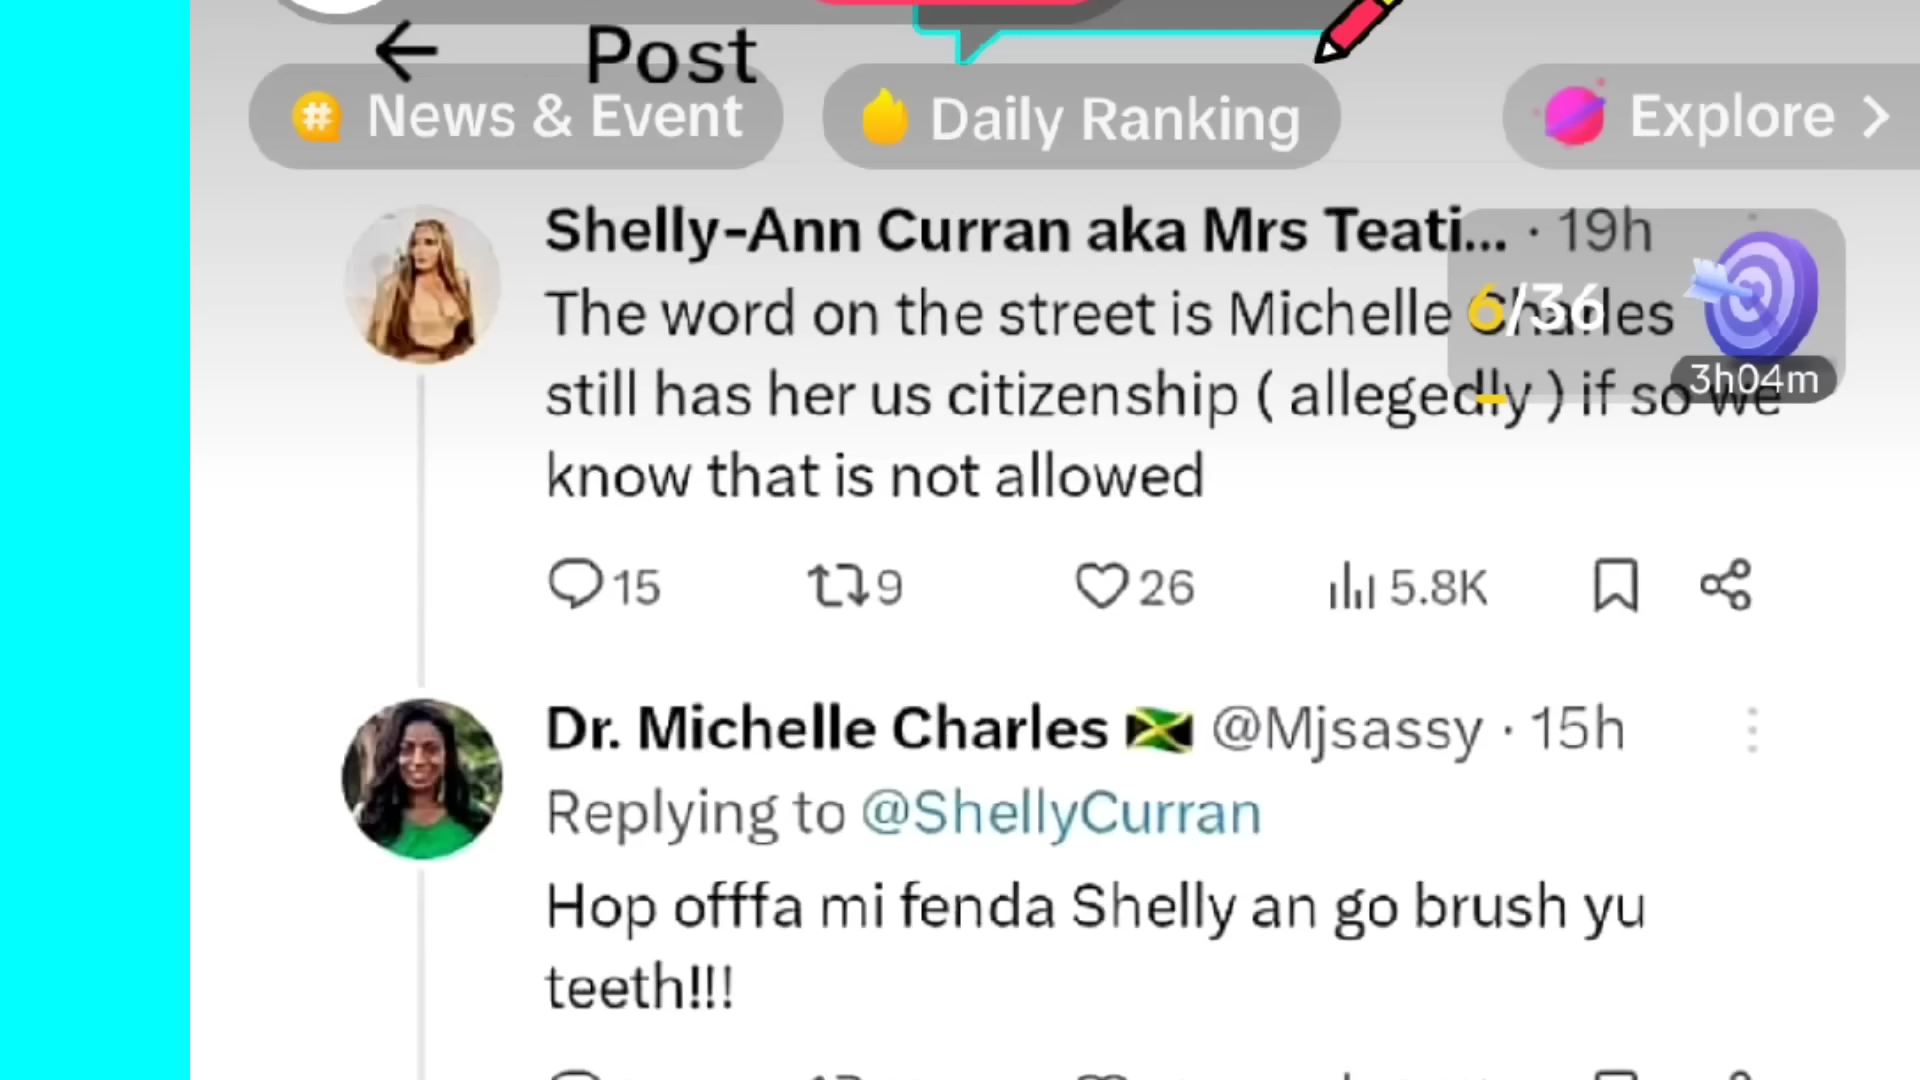 Post
# News & Event
Daily Ranking
Explore >
Shelly-Ann Curran aka Mrs Teati... · 19h
The word on the street is Michelle Charles
6/36
still has her us citizenship ( allegedly ) if so we
3h04m
know that is not allowed
15 9 26 5.8K
Dr. Michelle Charles @Mjsassy · 15h
Replying to @ShellyCurran
Hop offfa mi fenda Shelly an go brush yu
teeth!!!